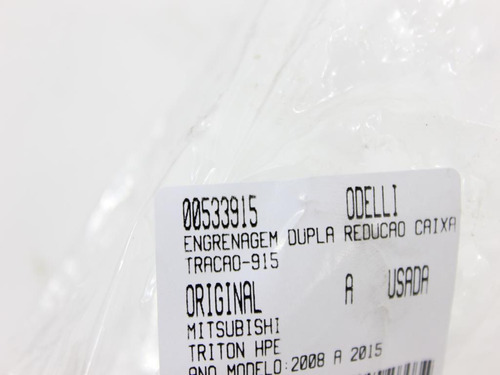 00533915 ODELLI
ENGRENAGEM DUPLA REDUCAO CAIXA
TRACAO-915
ORIGINAL A USADA
MITSUBISHI
TRITON HPE
ANO MODELO:2008 A 2015